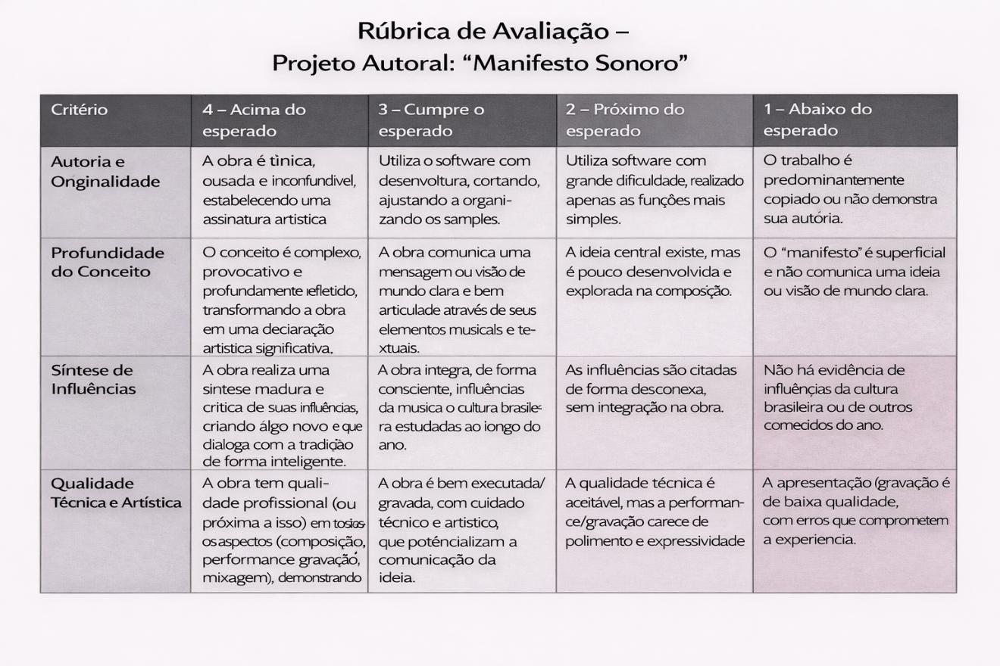 Rúbrica de Avaliação –
Projeto Autoral: “Manifesto Sonoro”
Critério
4 – Acima do
esperado
3 – Cumpre o
esperado
2 – Próximo do
esperado
1 – Abaixo do
esperado
Autoria e
Onginalidade
A obra é tinica,
ousada e inconfundivel,
estabelecendo uma
assinatura artistica
Utiliza o software com
desenvoltura, cortando,
ajustando a organi-
zando os samples.
Utiliza software com
grande dificuldade, realizado
apenas as funções mais
simples.
O trabalho é
predominantemente
copiado ou não demonstra
sua autória.
Profundidade
do Conceito
O conceito é complexo,
provocativo e
profundamente refletido,
transformando a obra
em uma declaração
artistica significativa.
A obra comunica uma
mensagem ou visão de
mundo clara e bem
articulade através de seus
elementos musicals e te-
xtuais.
A ideia central existe, mas
é pouco desenvolvida e
explorada na composição.
O “manifesto” é superficial
e não comunica uma ideia
ou visão de mundo clara.
Síntese de
Influências
A obra realiza uma
sintese madura e
critica de suas influências,
criando álgo novo e que
dialoga com a tradição
de forma inteligente.
A obra integra, de forma
consciente, influências
da musica o cultura brasile-
ra estudadas ao iongo do
ano.
As influências são citadas
de forma desconexa,
sem integração na obra.
Não há evidência de
influências da cultura
brasileira ou de outros
comecidos do ano.
Qualidade
Técnica e Artística
A obra tem quali-
dade profissional (ou
próxima a isso) em
os aspectos (composição,
performance gravação,
mixagem), demonstrando
A obra é bem executada/
gravada, com cuidado
técnico e artistico,
que poténcializam a
comunicação da
ideia.
A qualidade técnica é
aceitável, mas a performan-
ce/gravação carece de
polimento e expressividade
A apresentação (gravação é
de baixa qualidade,
com erros que comprometem
a experiencia.